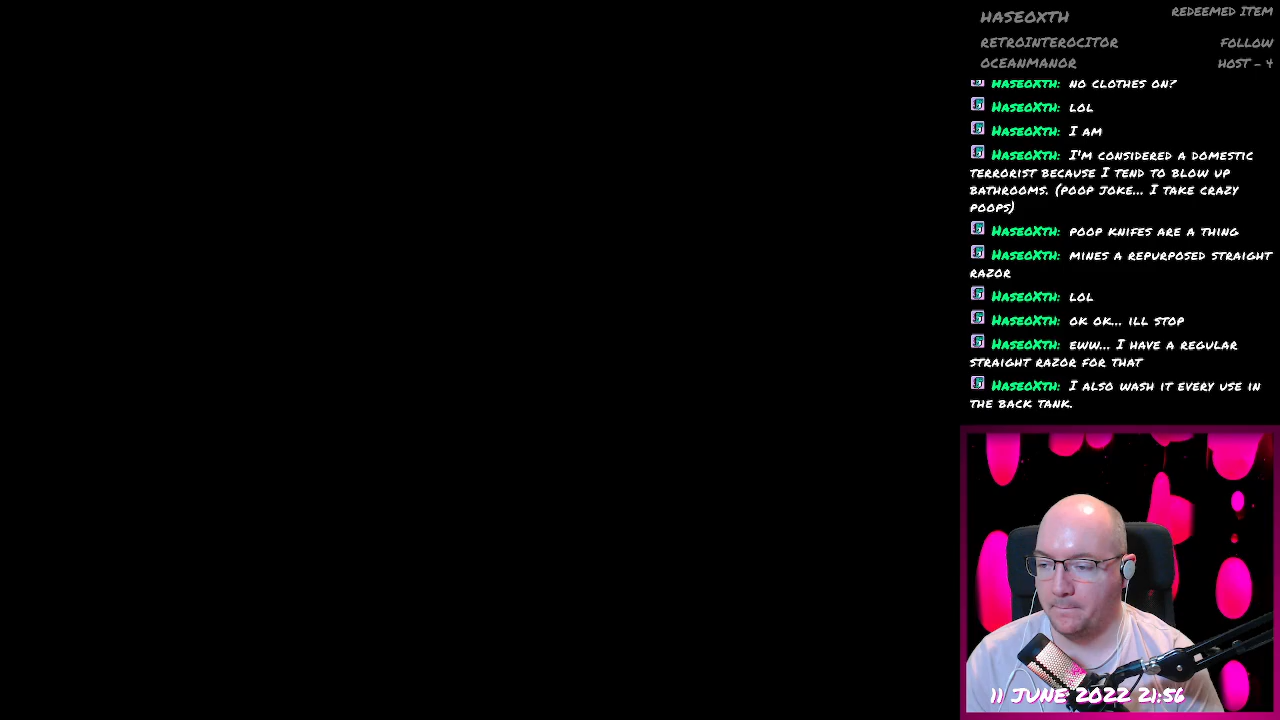 HASEOXTH REDEEMED ITEM
RETROINTEROCITOR FOLLOW
OCEANMANOR HOST - 4
HASEOXTH: NO CLOTHES ON?
HASEOXTH: LOL
HASEOXTH: I AM
HASEOXTH: I'M CONSIDERED A DOMESTIC
TERRORIST BECAUSE I TEND TO BLOW UP
BATHROOMS. (POOP JOKE... I TAKE CRAZY
POOPS)
HASEOXTH: POOP KNIFES ARE A THING
HASEOXTH: MINES A REPURPOSED STRAIGHT
RAZOR
HASEOXTH: LOL
HASEOXTH: OK OK... ILL STOP
HASEOXTH: EWW... I HAVE A REGULAR
STRAIGHT RAZOR FOR THAT
HASEOXTH: I ALSO WASH IT EVERY USE IN
THE BACK TANK.
11 JUNE 2022 21:56